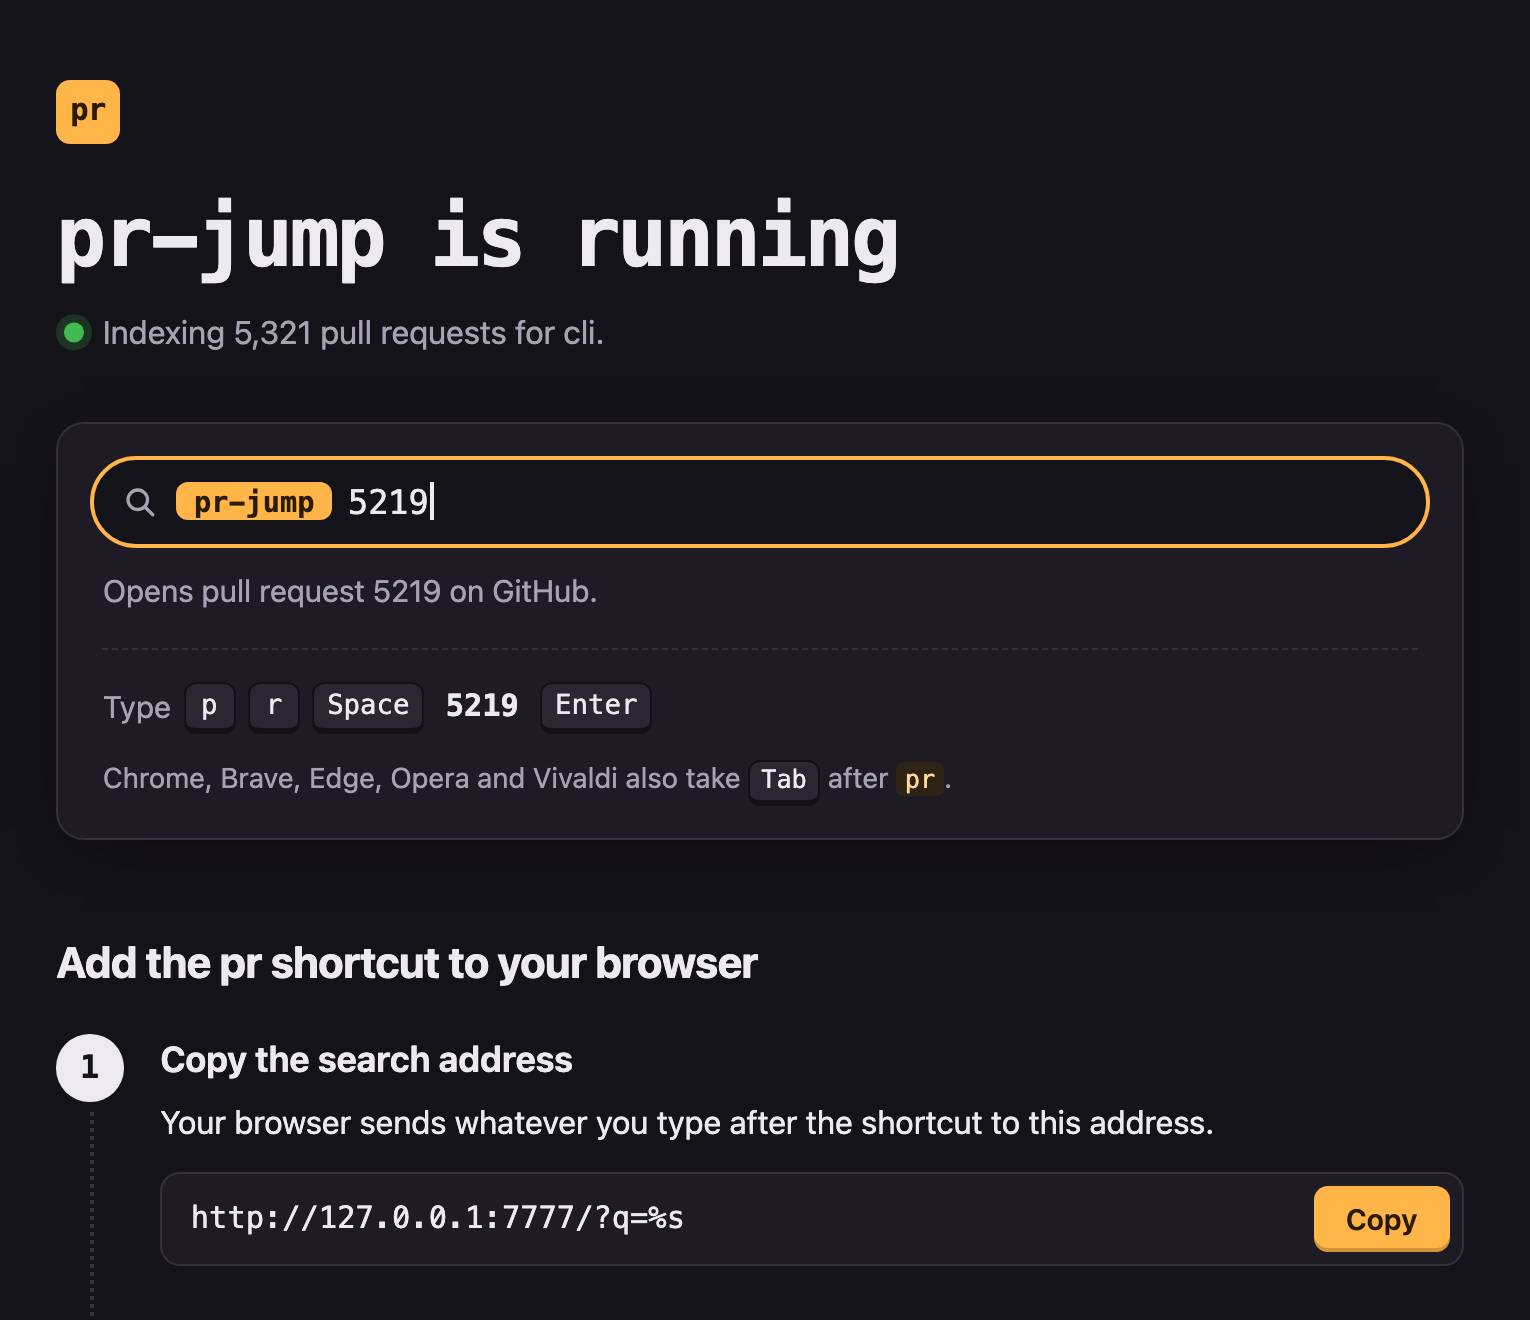 pr
pr-jump is running
Indexing 5,321 pull requests for cli.
pr-jump 5219
Opens pull request 5219 on GitHub.
Type p r Space 5219 Enter
Chrome, Brave, Edge, Opera and Vivaldi also take Tab after pr.
Add the pr shortcut to your browser
1 Copy the search address
Your browser sends whatever you type after the shortcut to this address.
http://127.0.0.1:7777/?q=%s Copy